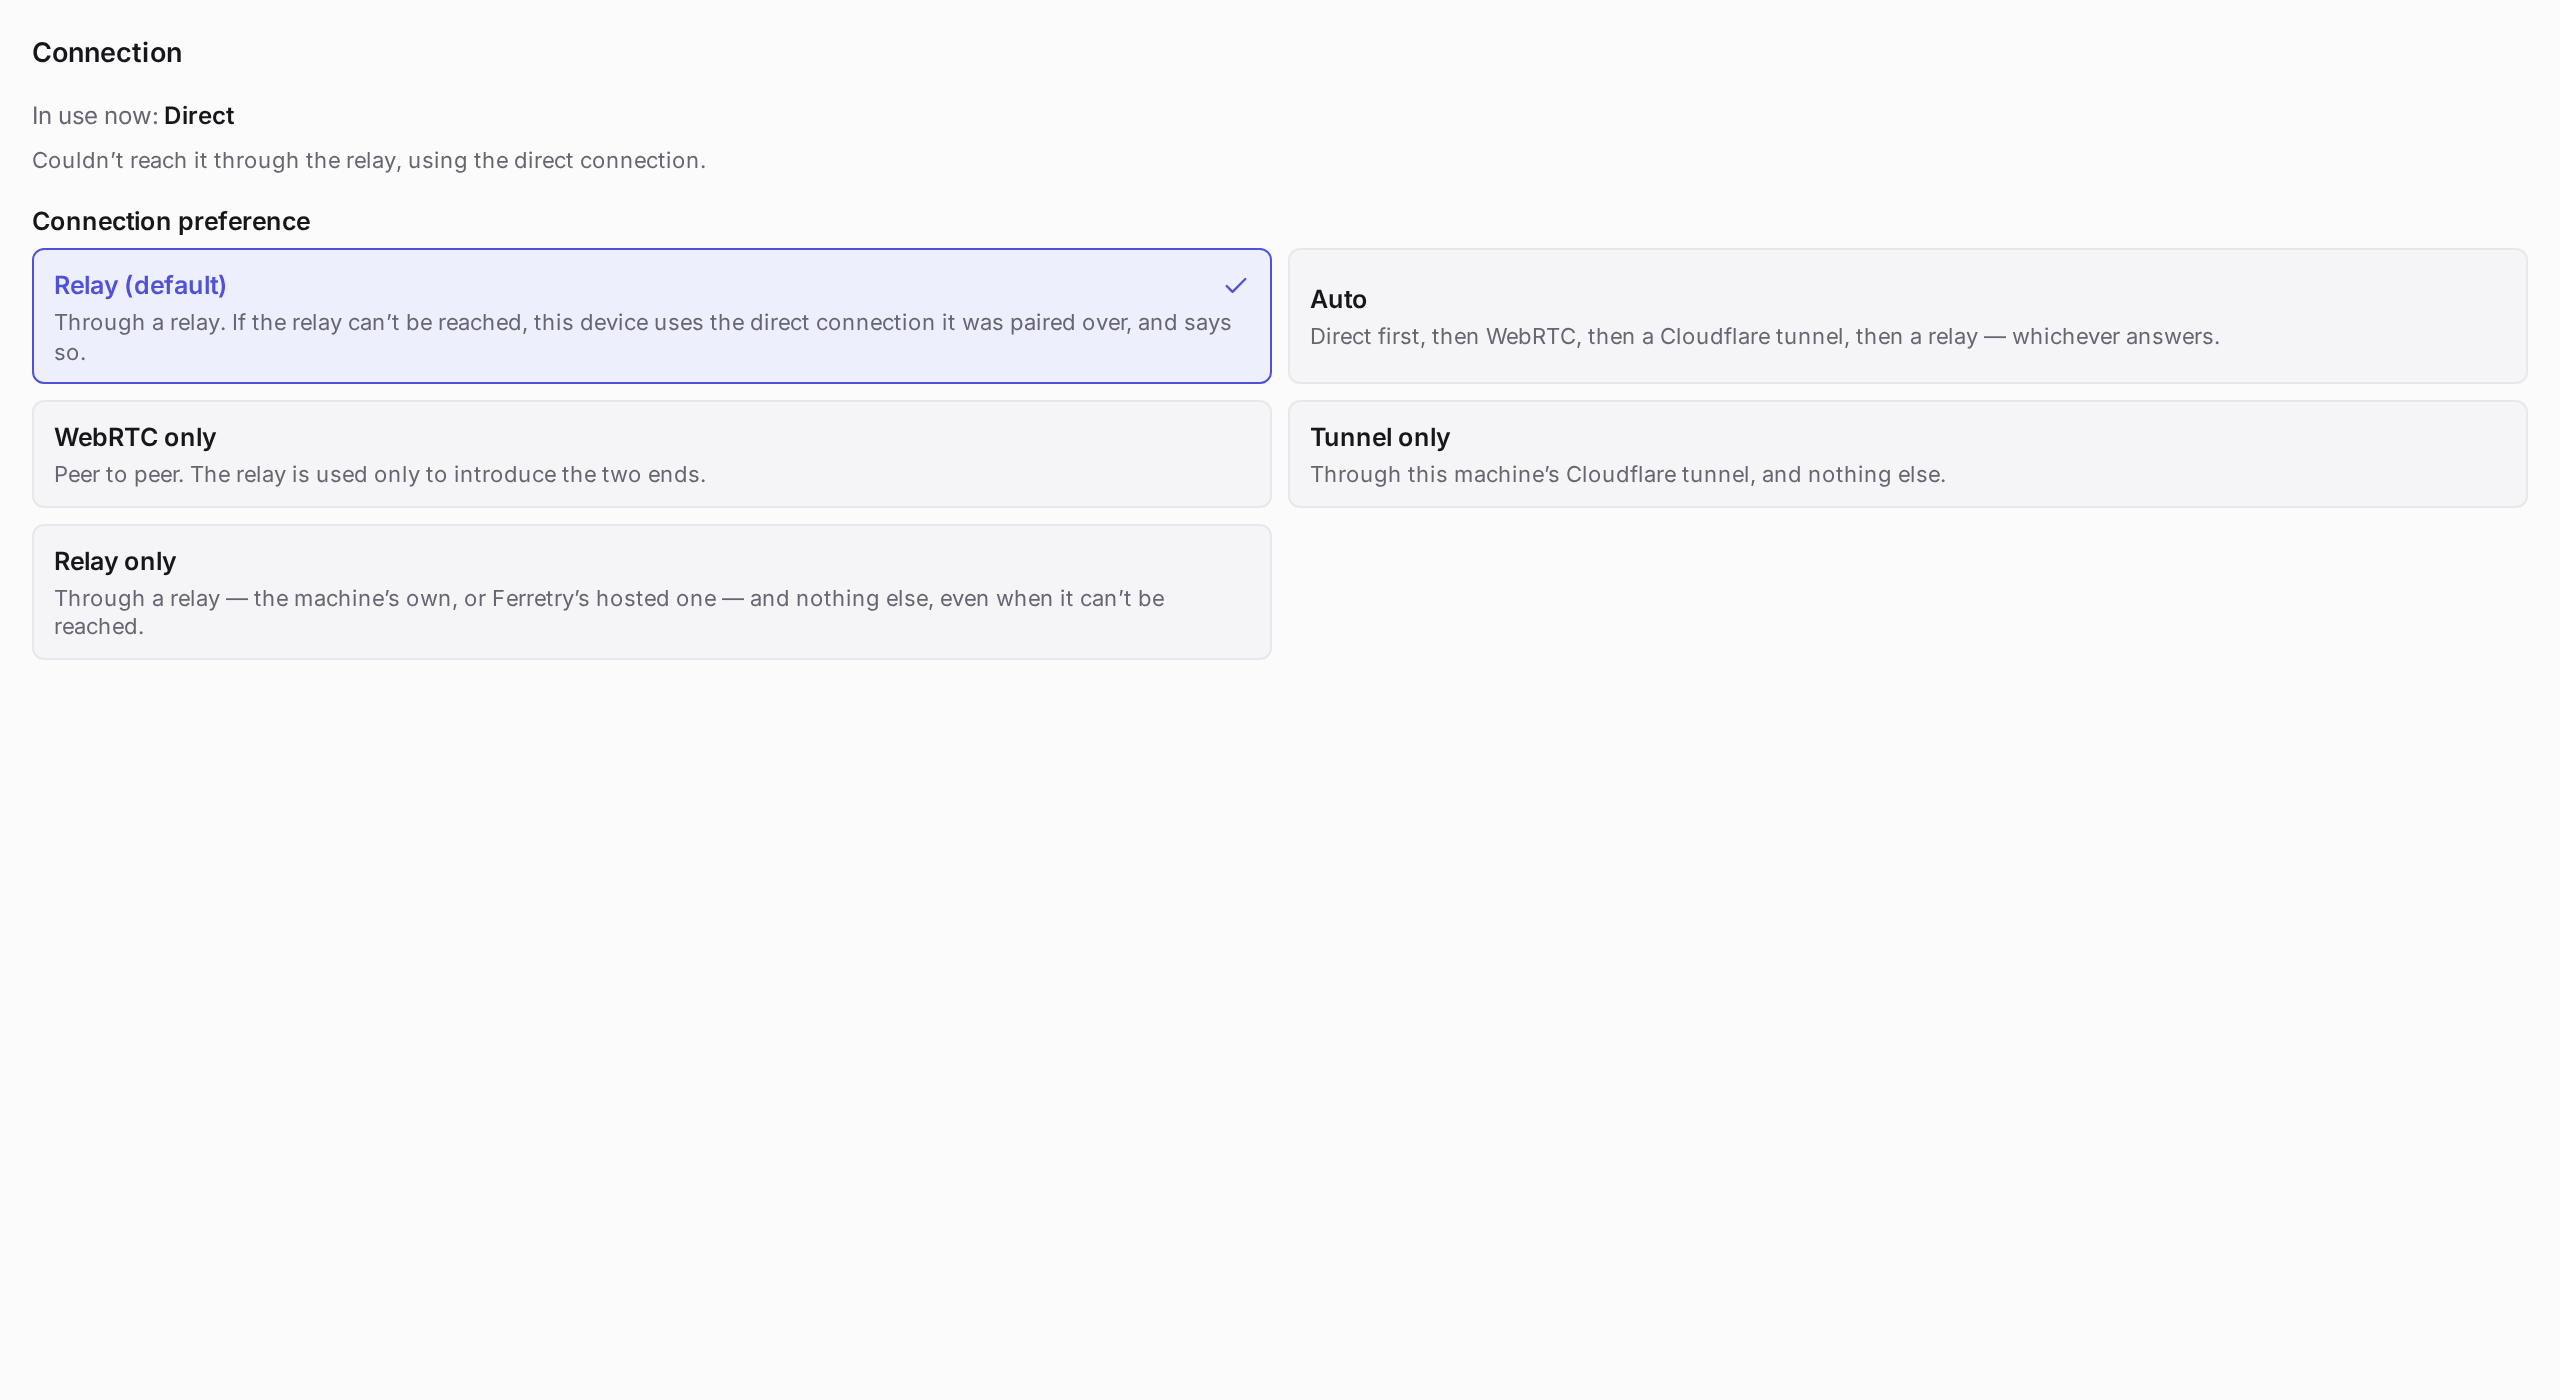 Connection
In use now: Direct
Couldn’t reach it through the relay, using the direct connection.
Connection preference
Relay (default)
Through a relay. If the relay can’t be reached, this device uses the direct connection it was paired over, and says
so.
Auto
Direct first, then WebRTC, then a Cloudflare tunnel, then a relay — whichever answers.
WebRTC only
Peer to peer. The relay is used only to introduce the two ends.
Tunnel only
Through this machine’s Cloudflare tunnel, and nothing else.
Relay only
Through a relay — the machine’s own, or Ferretry’s hosted one — and nothing else, even when it can’t be
reached.